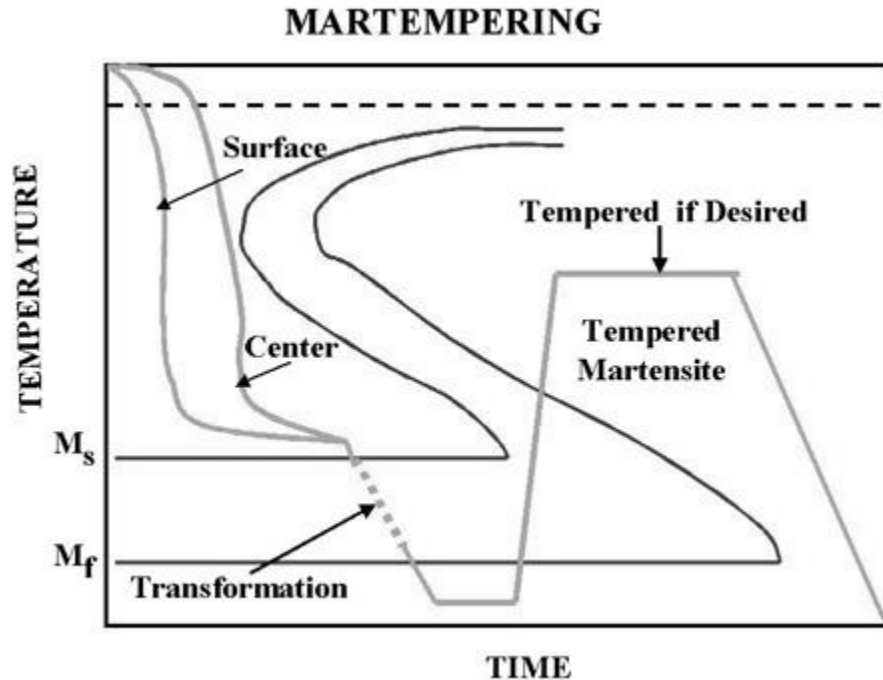 MARTEMPERING
TEMPERATURE
Surface
Tempered if Desired
Center
Tempered
Martensite
Ms
Mf
Transformation
TIME